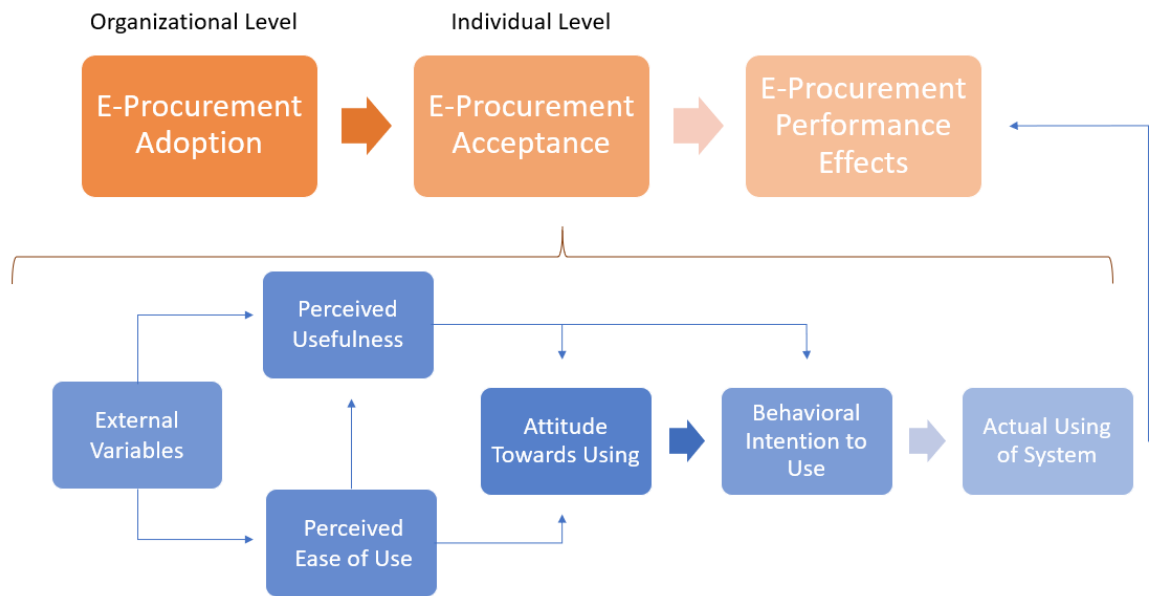 Organizational Level
Individual Level
E-Procurement
Adoption
E-Procurement
Acceptance
E-Procurement
Performance
Effects
Perceived
Usefulness
External
Variables
Attitude
Towards Using
Behavioral
Intention to
Use
Actual Using
of System
Perceived
Ease of Use